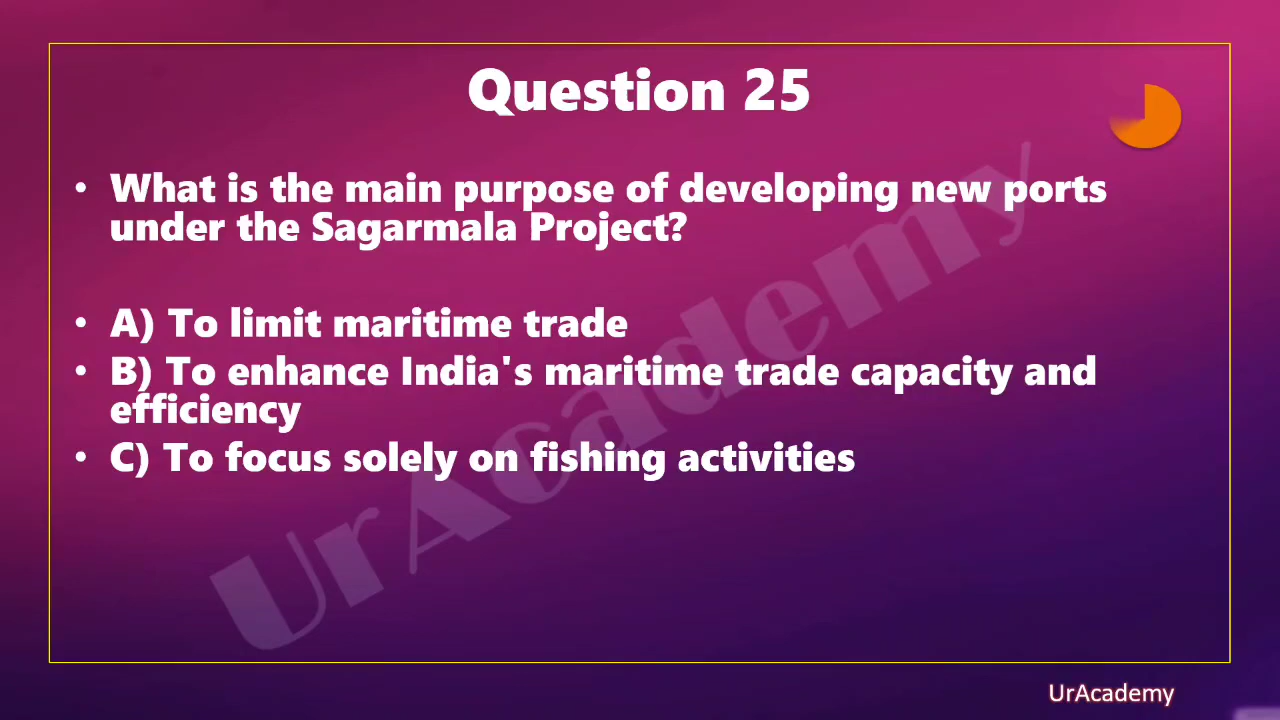 Question 25
• What is the main purpose of developing new ports
under the Sagarmala Project?
• A) To limit maritime trade
• B) To enhance India's maritime trade capacity and
efficiency
• C) To focus solely on fishing activities
UrAcademy
UrAcademy